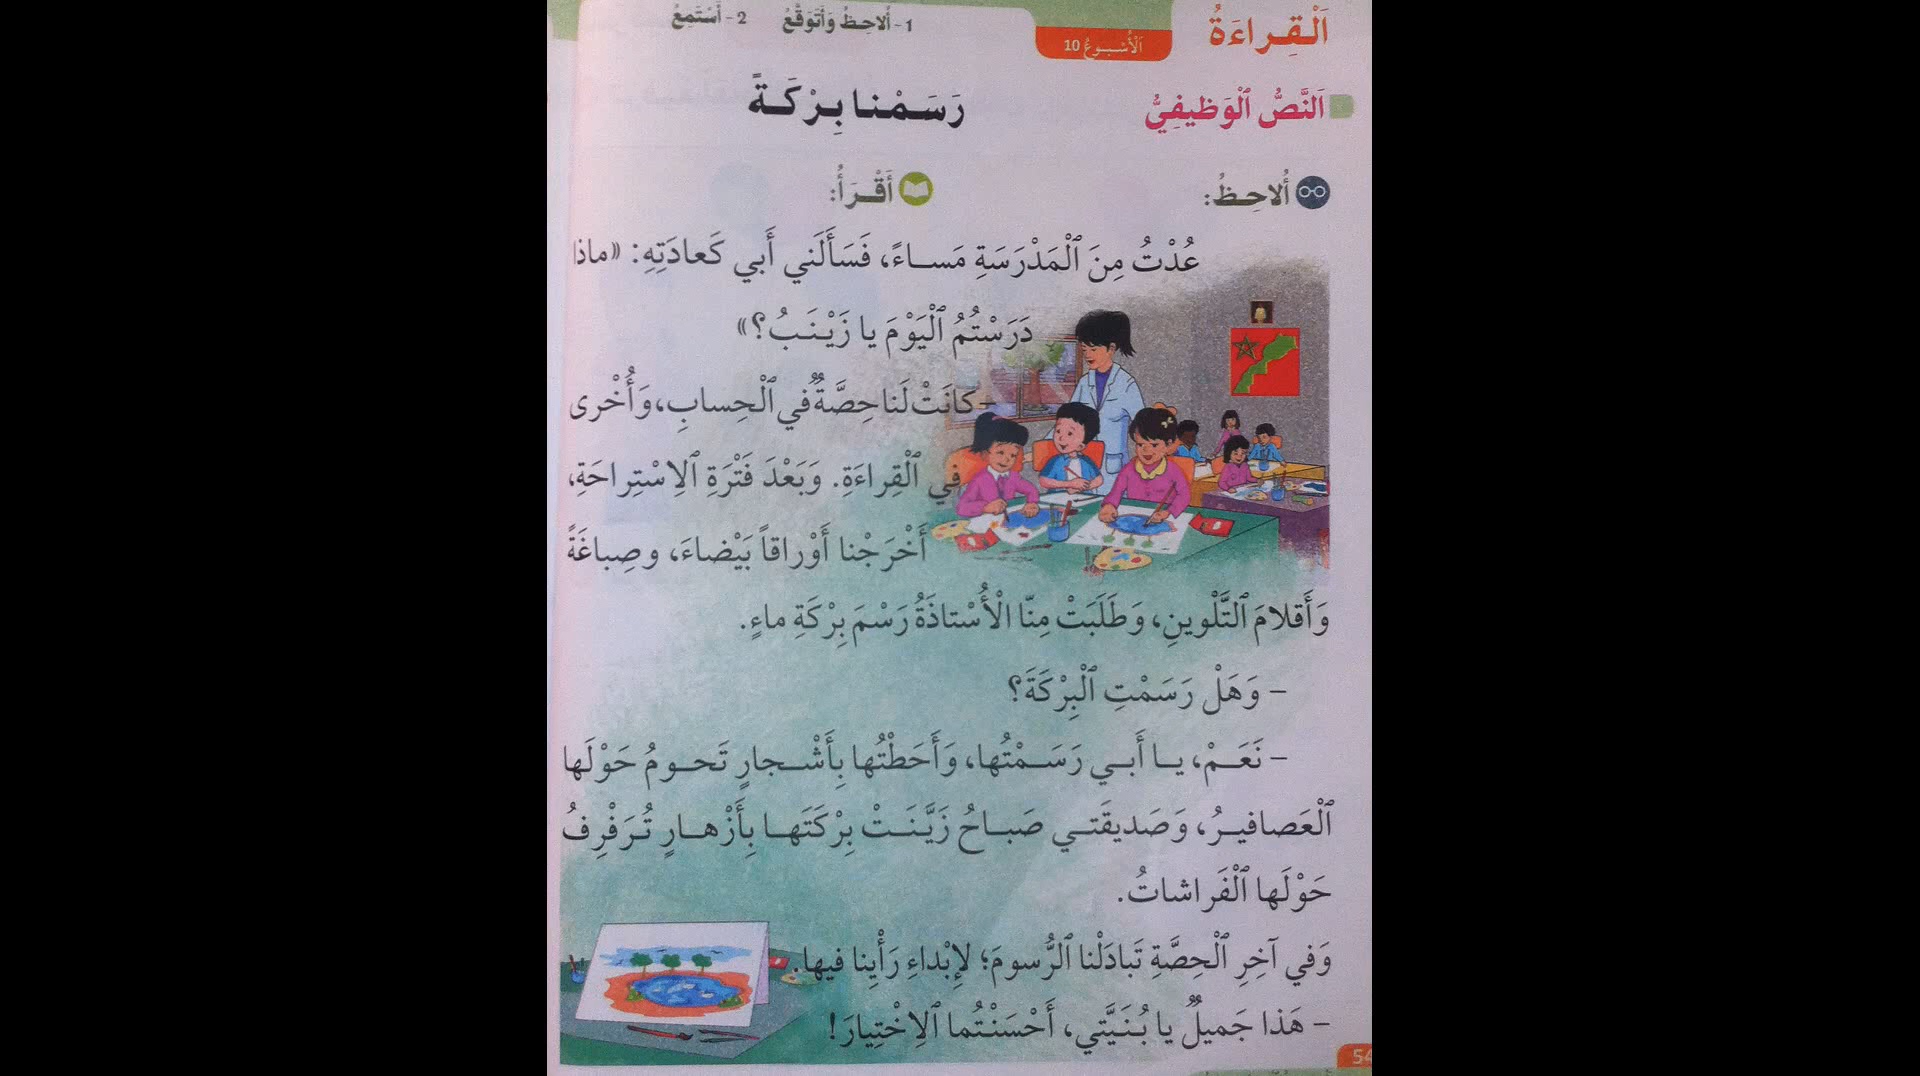 اَلْقِراءَةُ
اَلْأُسْبوعُ 10
1- أُلاحِظُ وَأَتَوَقَّعُ
2- أَسْتَمِعُ
اَلنَّصُّ ٱلْوَظيفِيُّ
رَسَمْنا بِرْكَةً
أُلاحِظُ:
أَقْرَأُ:
عُدْتُ مِنَ ٱلْمَدْرَسَةِ مَساءً، فَسَأَلَني أَبي كَعادَتِهِ: «ماذا
دَرَسْتُمُ ٱلْيَوْمَ يا زَيْنَبُ؟»
– كانَتْ لَنا حِصَّةٌ في ٱلْحِسابِ، وَأُخْرى
في ٱلْقِراءَةِ. وَبَعْدَ فَتْرَةِ ٱلِاسْتِراحَةِ،
أَخْرَجْنا أَوْراقاً بَيْضاءَ، وصِباغَةً
وَأَقلامَ ٱلتَّلْوينِ، وَطَلَبَتْ مِنّا الْأُسْتاذَةُ رَسْمَ بِرْكَةِ ماءٍ.
– وَهَلْ رَسَمْتِ ٱلْبِرْكَةَ؟
– نَعَمْ، يا أَبي رَسَمْتُها، وَأَحَطْتُها بِأَشْجارٍ تَحومُ حَوْلَها
ٱلْعَصافيرُ، وَصَديقَتي صَباحُ زَيَّنَتْ بِرْكَتَها بِأَزْهارٍ تُرَفْرِفُ
حَوْلَها ٱلْفَراشاتُ.
وَفي آخِرِ ٱلْحِصَّةِ تَبادَلْنا ٱلرُّسومَ؛ لِإِبْداءِ رَأْيِنا فيها.
– هَذا جَميلٌ يا بُنَيَّتي، أَحْسَنْتُما ٱلِاخْتِيارَ!
54